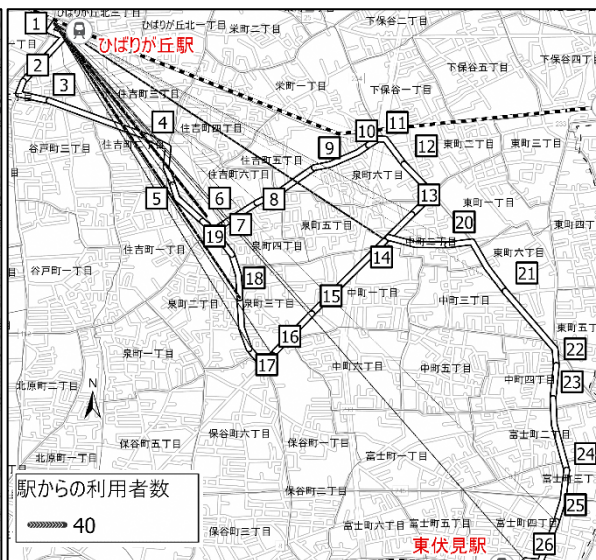 ひばりが丘北三丁目
下保谷二丁目
1
栄町二丁目
ひばりが丘駅
下保谷四丁目
2
下保谷五丁目
3
栄町一丁目
下保谷一丁目
住吉町三丁目
4
住吉町四丁目
10
11
谷戸町三丁目
9
12
東町二丁目
東町三丁目
住吉町五丁目
住吉町六丁目
泉町六丁目
5
6
8
13
7
東町一丁目
泉町五丁目
20
東町四丁目
19
住吉町一丁目
泉町四丁目
14
東町六丁目
谷戸町一丁目
18
21
泉町二丁目
泉町三丁目
15
中町一丁目
中町三丁目
16
東町五丁目
泉町一丁目
22
17
中町六丁目
中町五丁目
中町四丁目
北原町二丁目
23
N
保谷町五丁目
保谷町六丁目
保谷町一丁目
富士町二丁目
北原町一丁目
富士町一丁目
24
駅からの利用者数
富士町三丁目
保谷町二丁目
25
40
富士町六丁目
富士町五丁目
富士町四丁目
保谷町三丁目
東伏見駅
26